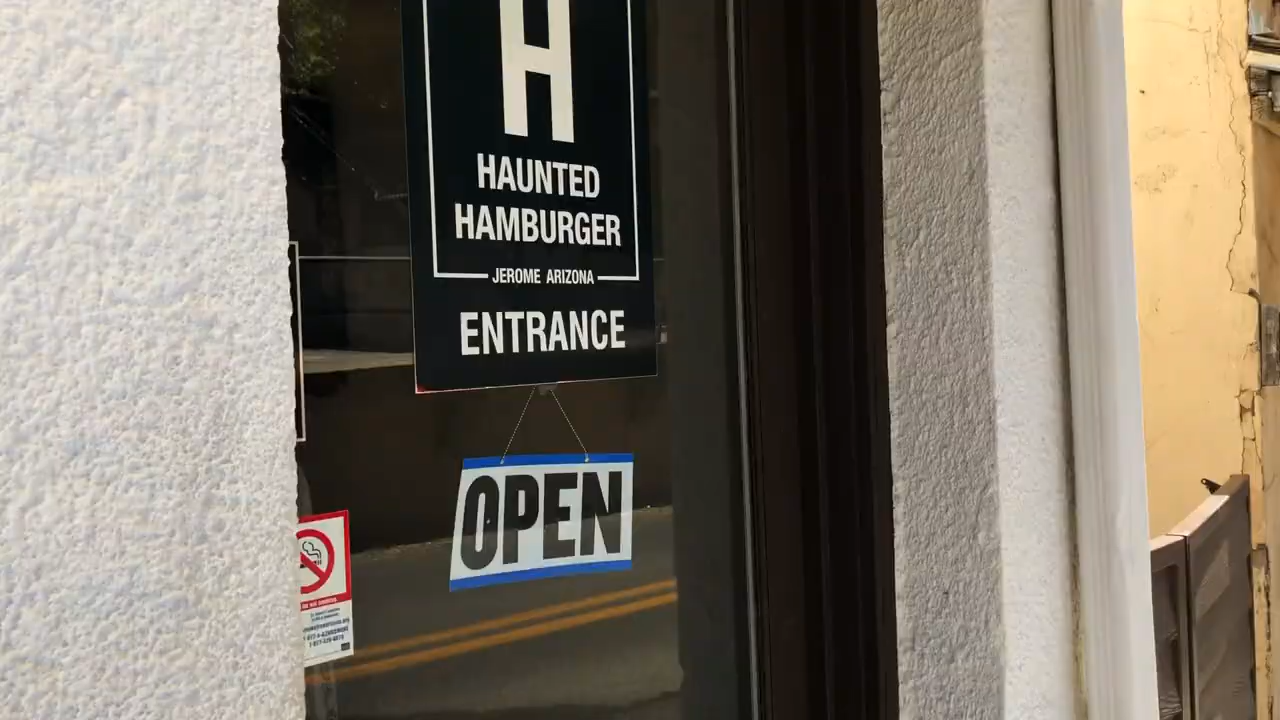 H
HAUNTED
HAMBURGER
JEROME ARIZONA
ENTRANCE
OPEN